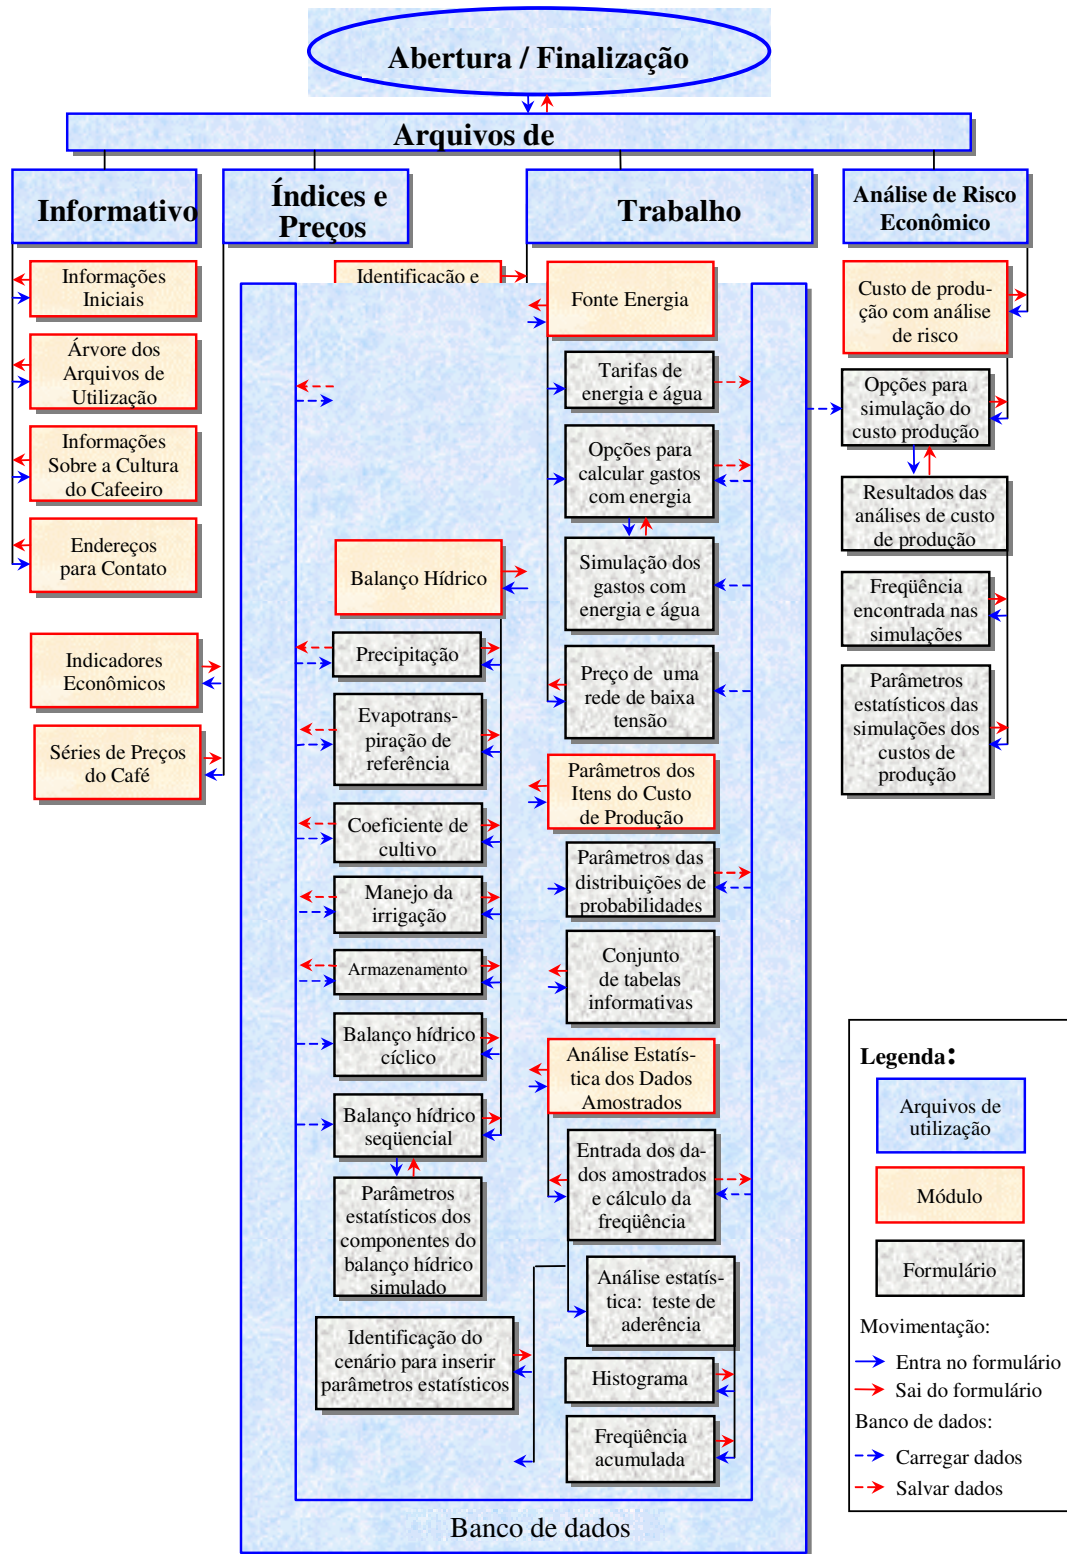 Abertura / Finalização
Arquivos de
Informativo
Índices e
Preços
Trabalho
Análise de Risco
Econômico
Informações
Iniciais
Árvore dos
Arquivos de
Utilização
Informações
Sobre a Cultura
do Cafeeiro
Endereços
para Contato
Indicadores
Econômicos
Séries de Preços
do Café
Identificação e
Balanço Hídrico
Precipitação
Evapotrans-
piração de
referência
Coeficiente de
cultivo
Manejo da
irrigação
Armazenamento
Balanço hídrico
cíclico
Balanço hídrico
seqüencial
Parâmetros
estatísticos dos
componentes do
balanço hídrico
simulado
Identificação do
cenário para inserir
parâmetros estatísticos
Fonte Energia
Tarifas de
energia e água
Opções para
calcular gastos
com energia
Simulação dos
gastos com
energia e água
Preço de uma
rede de baixa
tensão
Parâmetros dos
Itens do Custo
de Produção
Parâmetros das
distribuições de
probabilidades
Conjunto
de tabelas
informativas
Análise Estatís-
tica dos Dados
Amostrados
Entrada dos da-
dos amostrados
e cálculo da
freqüência
Análise estatís-
tica: teste de
aderência
Histograma
Freqüência
acumulada
Banco de dados
Custo de produ-
ção com análise
de risco
Opções para
simulação do
custo produção
Resultados das
análises de custo
de produção
Freqüência
encontrada nas
simulações
Parâmetros
estatísticos das
simulações dos
custos de
produção
Legenda:
Arquivos de
utilização
Módulo
Formulário
Movimentação:
Entra no formulário
Sai do formulário
Banco de dados:
Carregar dados
Salvar dados